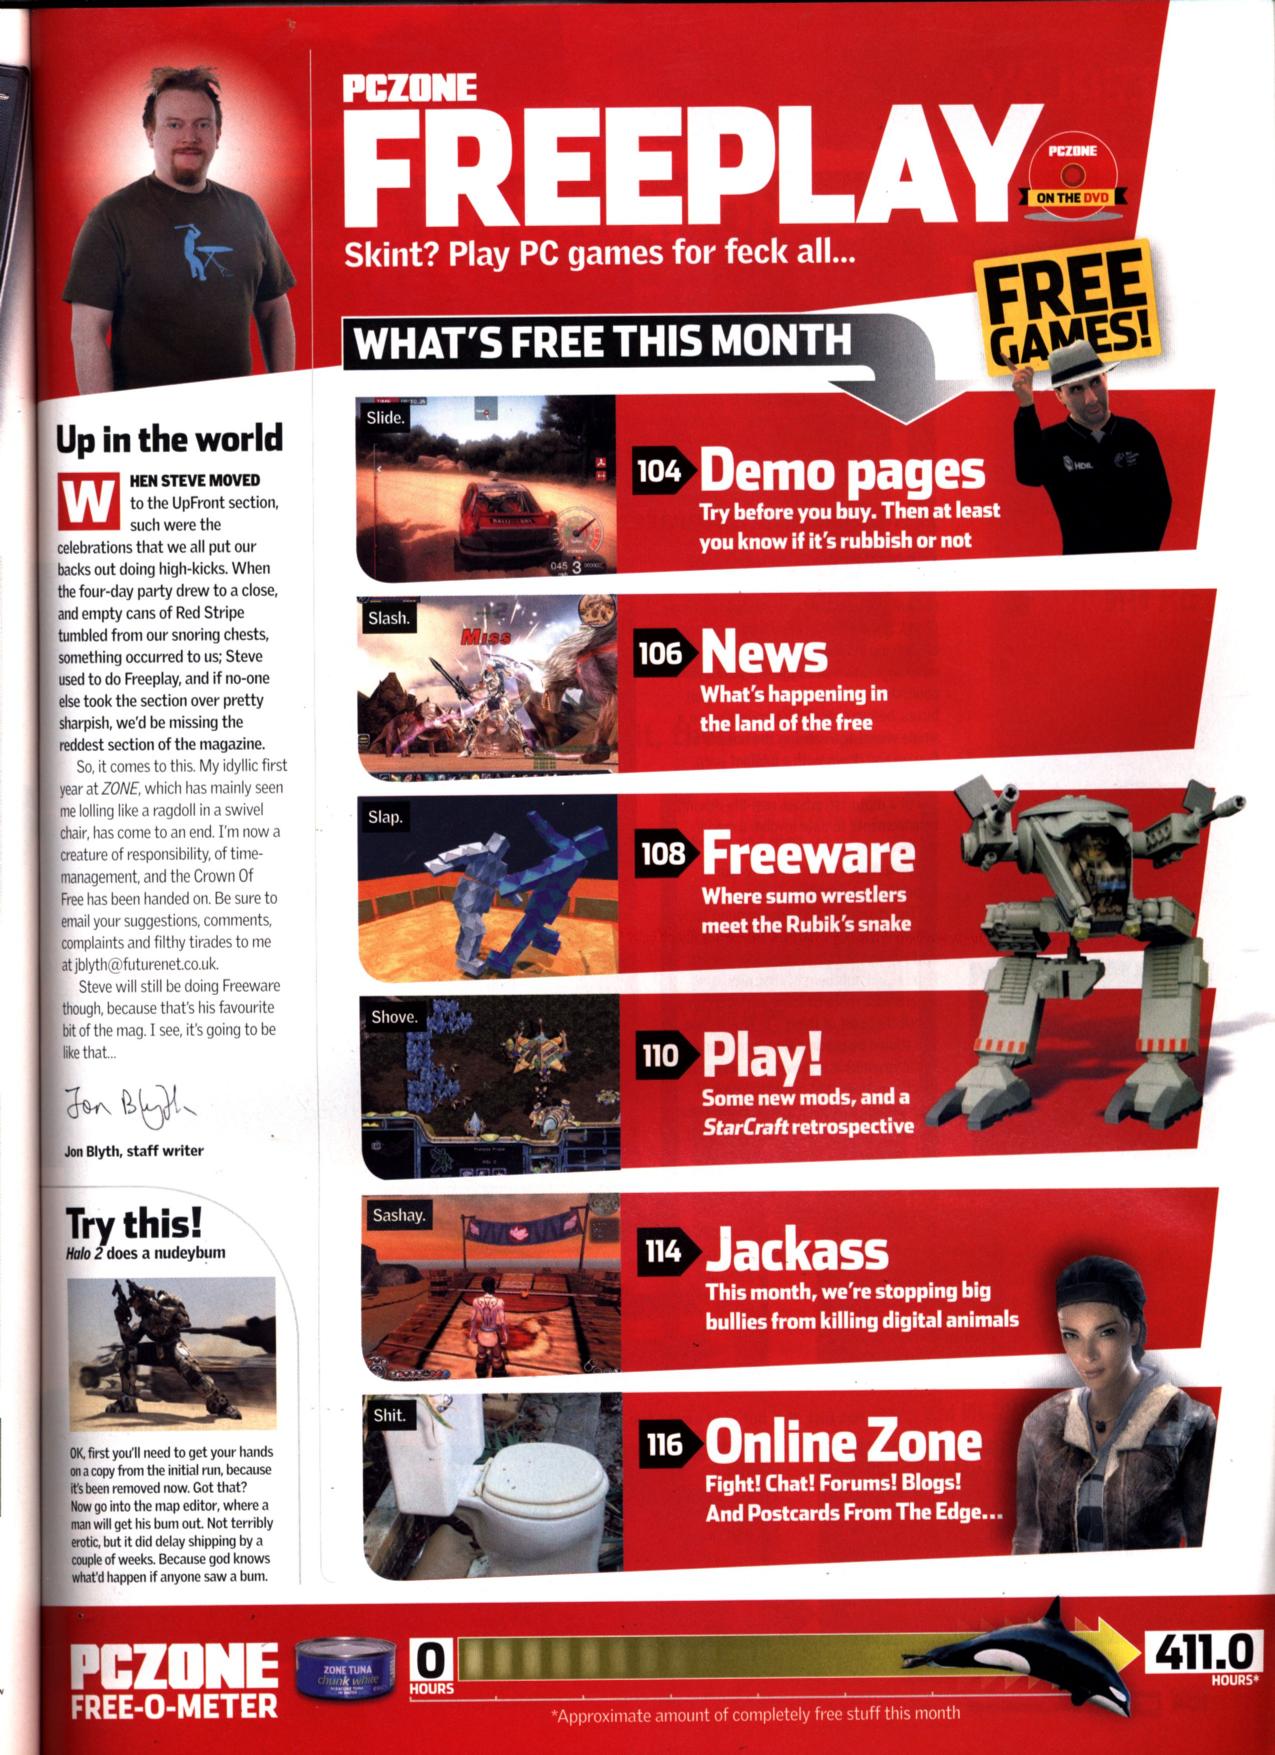 PCZONE
FREEPLAY
PCZONE
ON THE DVD
Skint? Play PC games for feck all...
FREE
GAMES!
WHAT'S FREE THIS MONTH
Up in the world
WHEN STEVE MOVED
to the UpFront section,
such were the
celebrations that we all put our
backs out doing high-kicks. When
the four-day party drew to a close,
and empty cans of Red Stripe
tumbled from our snoring chests,
something occurred to us; Steve
used to do Freeplay, and if no-one
else took the section over pretty
sharpish, we'd be missing the
reddest section of the magazine.
So, it comes to this. My idyllic first
year at ZONE, which has mainly seen
me lolling like a ragdoll in a swivel
chair, has come to an end. I'm now a
creature of responsibility, of time-
management, and the Crown Of
Free has been handed on. Be sure to
email your suggestions, comments,
complaints and filthy tirades to me
at jblyth@futurenet.co.uk.
Steve will still be doing Freeware
though, because that's his favourite
bit of the mag. I see, it's going to be
like that...
Jon Blyth
Jon Blyth, staff writer
Try this!
Halo 2 does a nudeybum
OK, first you'll need to get your hands
on a copy from the initial run, because
it's been removed now. Got that?
Now go into the map editor, where a
man will get his bum out. Not terribly
erotic, but it did delay shipping by a
couple of weeks. Because god knows
what'd happen if anyone saw a bum.
Slide.
045 3
104 Demo pages
Try before you buy. Then at least
you know if it's rubbish or not
Slash.
Miss
106 News
What's happening in
the land of the free
Slap.
108 Freeware
Where sumo wrestlers
meet the Rubik's snake
Shove.
110 Play!
Some new mods, and a
StarCraft retrospective
Sashay.
114 Jackass
This month, we're stopping big
bullies from killing digital animals
Shit.
116 Online Zone
Fight! Chat! Forums! Blogs!
And Postcards From The Edge...
PCZONE
FREE-O-METER
ZONE TUNA
chunk white
0
HOURS
411.0
HOURS*
*Approximate amount of completely free stuff this month